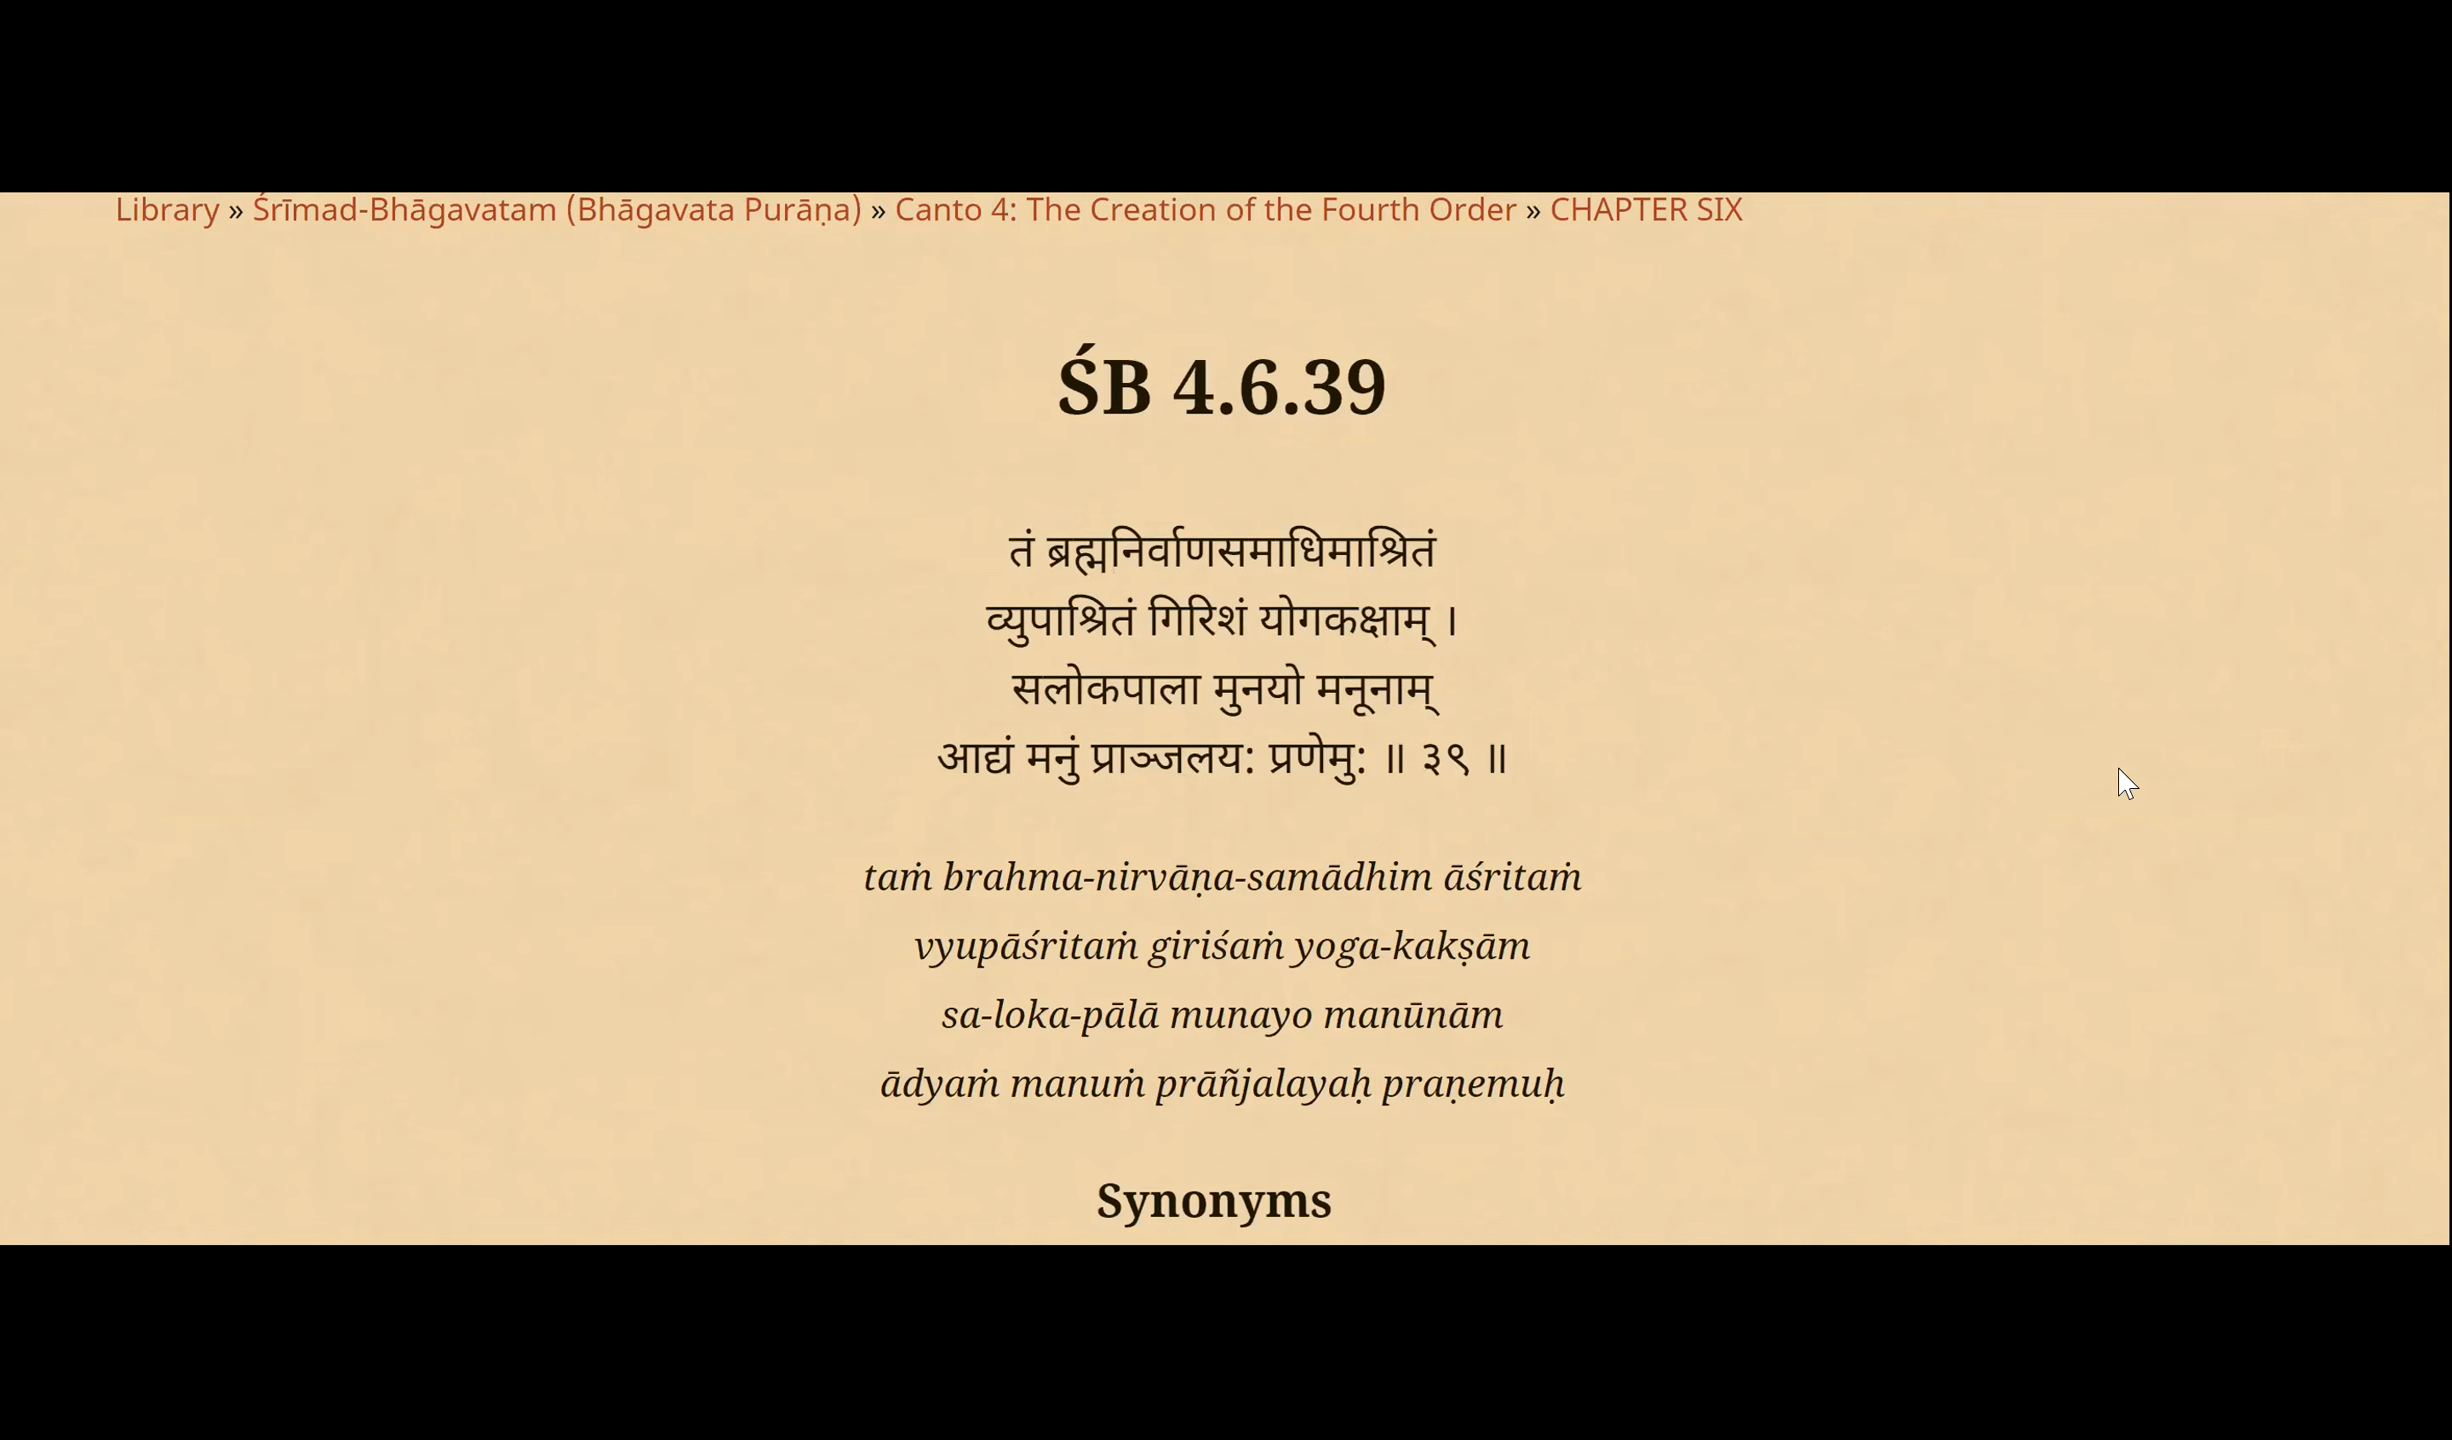 Library » Śrīmad-Bhāgavatam (Bhāgavata Purāṇa) » Canto 4: The Creation of the Fourth Order » CHAPTER SIX
ŚB 4.6.39
तं ब्रह्मनिर्वाणसमाधिमाश्रितं
व्युपाश्रितं गिरिशं योगकक्षाम् ।
सलोकपाला मुनयो मनूनाम्
आद्यं मनुं प्राञ्जलय: प्रणेमु: ॥ ३९ ॥
taṁ brahma-nirvāṇa-samādhim āśritaṁ
vyupāśritaṁ giriśaṁ yoga-kakṣām
sa-loka-pālā munayo manūnām
ādyaṁ manuṁ prāñjalayaḥ praṇemuḥ
Synonyms